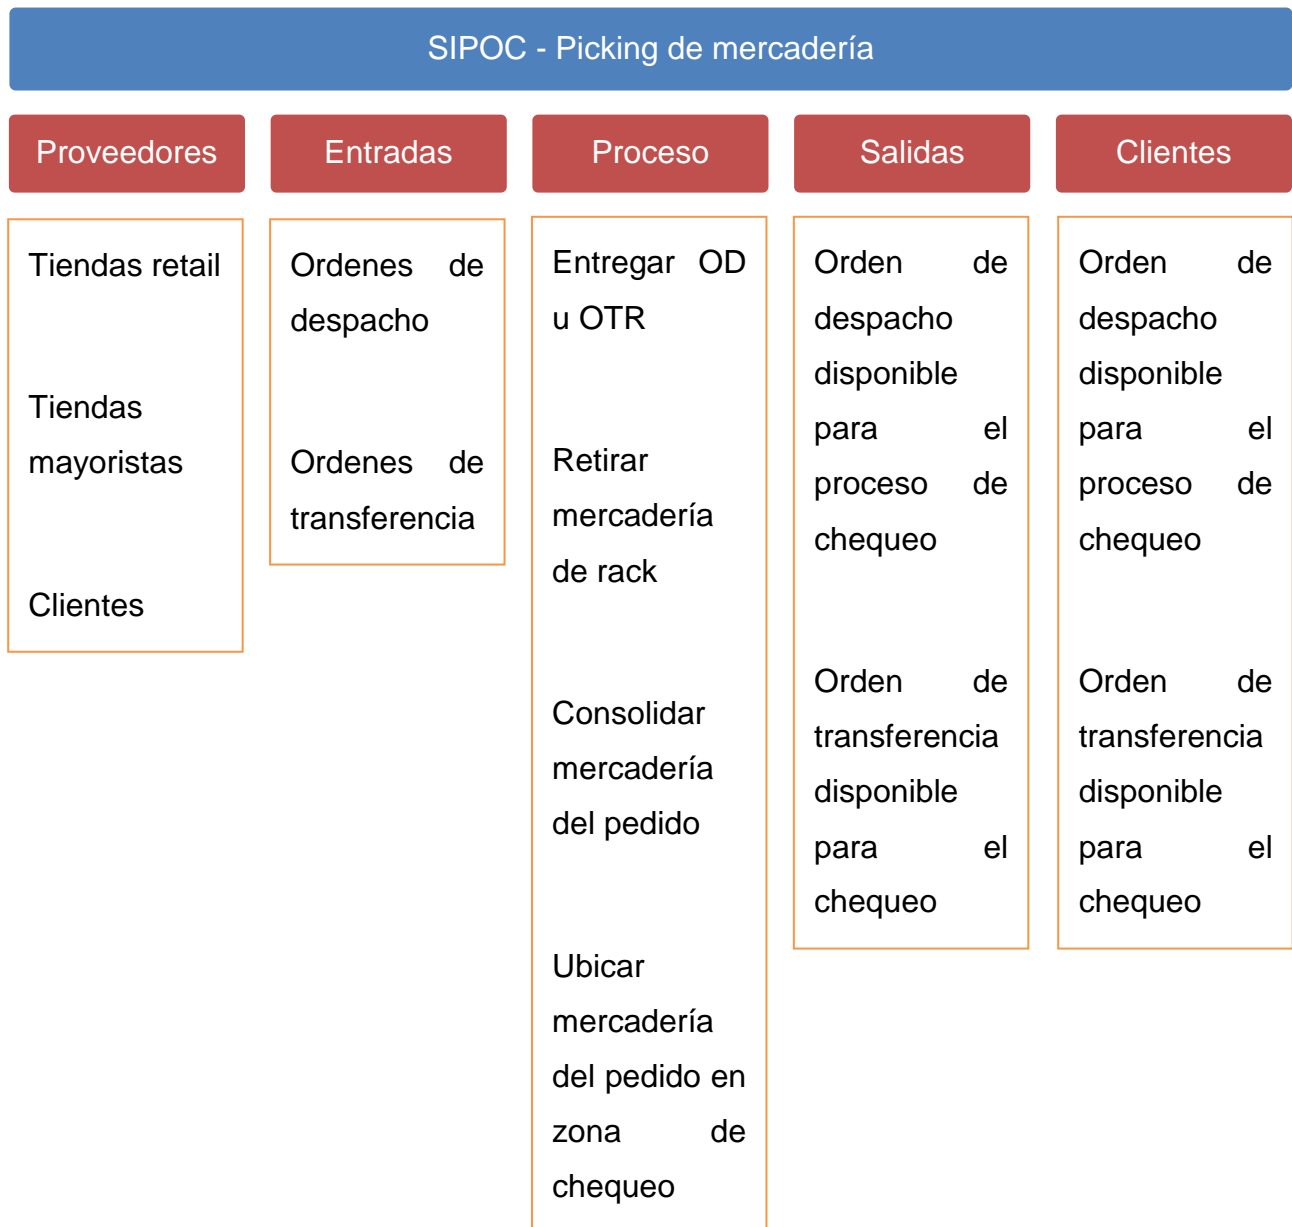 SIPOC - Picking de mercadería
Proveedores
Entradas
Proceso
Salidas
Clientes
Tiendas retail
Tiendas
mayoristas
Clientes
Ordenes de
despacho
Ordenes de
transferencia
Entregar OD
u OTR
Retirar
mercadería
de rack
Consolidar
mercadería
del pedido
Ubicar
mercadería
del pedido en
zona de
chequeo
Orden de
despacho
disponible
para el
proceso de
chequeo
Orden de
transferencia
disponible
para el
chequeo
Orden de
despacho
disponible
para el
proceso de
chequeo
Orden de
transferencia
disponible
para el
chequeo